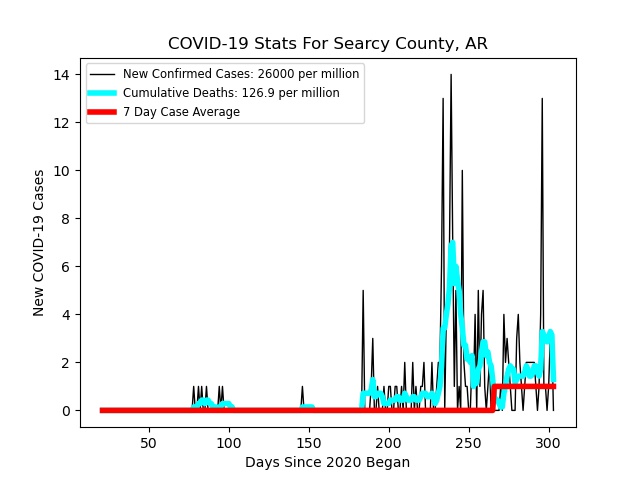 COVID-19 Stats For Searcy County, AR
New Confirmed Cases: 26000 per million
Cumulative Deaths: 126.9 per million
7 Day Case Average
New COVID-19 Cases
14
12
10
8
6
4
2
0
50 100 150 200 250 300
Days Since 2020 Began